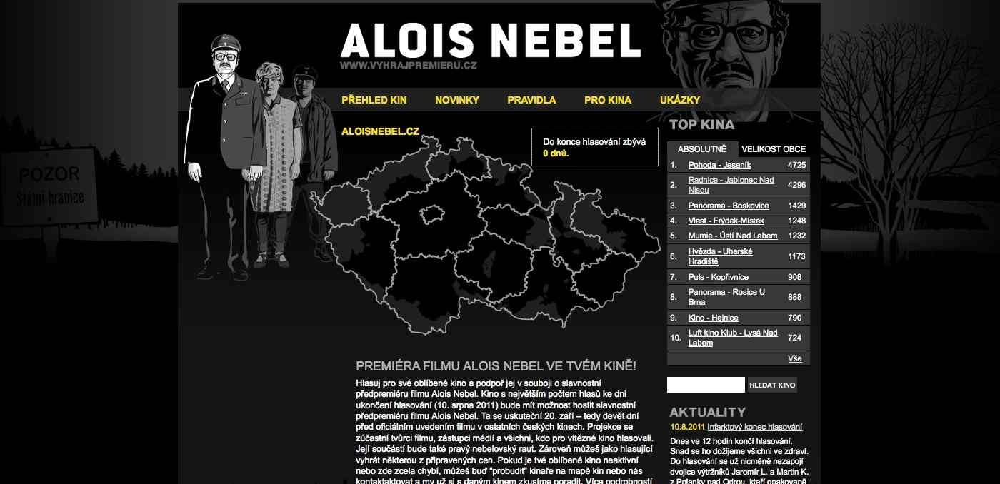 ALOIS NEBEL
WWW.VYHRAJPREMIERU.CZ
PŘEHLED KIN
NOVINKY
PRAVIDLA
PRO KINA
UKÁZKY
POZOR
Státní hranice
ALOISNEBEL.CZ
Do konce hlasování zbývá
0 dnů.
PREMIÉRA FILMU ALOIS NEBEL VE TVÉM KINĚ!
Hlasuj pro své oblíbené kino a podpoř jej v souboji o slavnostní
předpremiéru filmu Alois Nebel. Kino s největším počtem hlasů ke dni
ukončení hlasování (10. srpna 2011) bude mít možnost hostit slavnostní
předpremiéru filmu Alois Nebel. Ta se uskuteční 20. září – tedy devět dní
před oficiálním uvedením filmu v ostatních českých kinech. Projekce se
zúčastní tvůrci filmu, zástupci médií a všichni, kdo pro vítězné kino hlasovali.
Její součástí bude také pravý nebelovský raut. Zároveň můžeš jako hlasující
vyhrát některou z připravených cen. Pokud je tvé oblíbené kino neaktivní
nebo zde zcela chybí, můžeš buď "probudit" kinaře na mapě kin nebo nás
kontaktaktovat a my už si s daným kinem zkusíme poradit. Více podrobností
TOP KINA
ABSOLUTNĚ
VELIKOST OBCE
1. Pohoda - Jeseník 4725
2. Radnice - Jablonec Nad
Nisou 4296
3. Panorama - Boskovice 1429
4. Vlast - Frýdek-Místek 1248
5. Mumie - Ústí Nad Labem 1232
6. Hvězda - Uherské
Hradiště 1173
7. Puls - Kopřivnice 908
8. Panorama - Rosice U
Brna 888
9. Kino - Hejnice 790
10. Luft kino Klub - Lysá Nad
Labem 724
Vše
HLEDAT KINO
AKTUALITY
10.8.2011 Infarktový konec hlasování
Dnes ve 12 hodin končí hlasování.
Snad se ho dožijeme všichni ve zdraví.
Do hlasování se už nicméně nezapojí
dvojice výtržníků Jaromír L. a Martin K.
z Polanky nad Odrou, kteří opakovaně